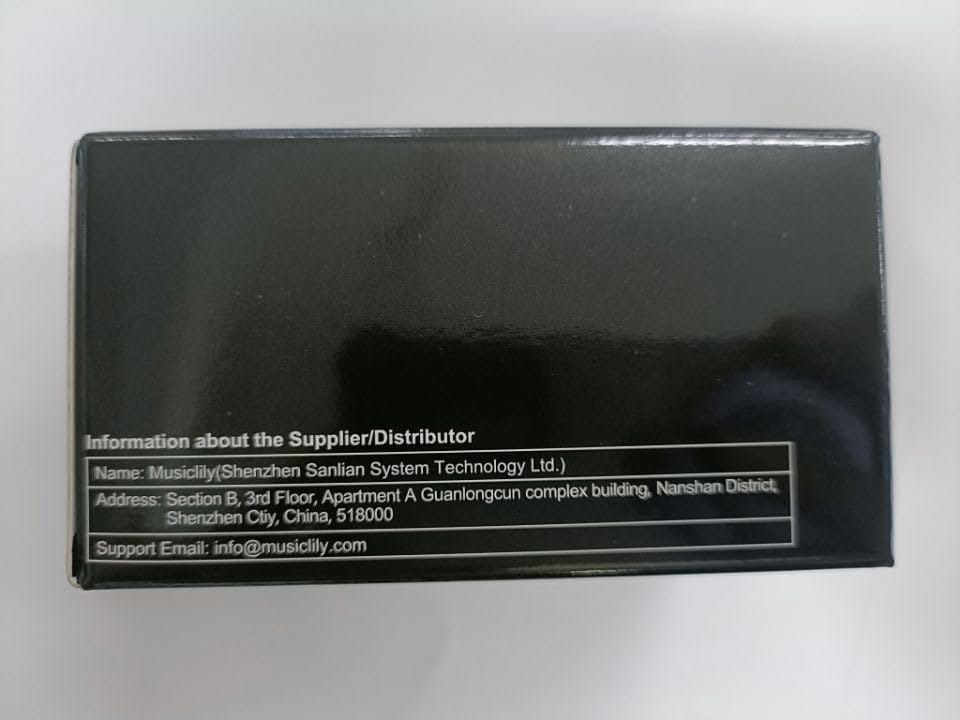 Information about the Supplier/Distributor
Name: Musiclily(Shenzhen Sanlian System Technology Ltd.)
Address: Section B, 3rd Floor, Apartment A Guanlongcun complex building, Nanshan District,
Shenzhen Ctiy, China, 518000
Support Email: info@musiclily.com